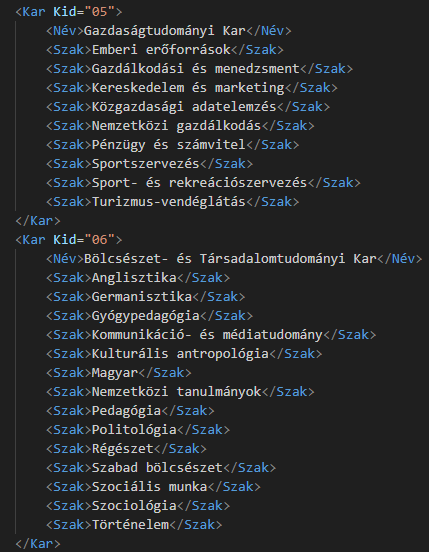 <Kar Kid="05">
<Név>Gazdaságtudományi Kar</Név>
<Szak>Emberi erőforrások</Szak>
<Szak>Gazdálkodási és menedzsment</Szak>
<Szak>Kereskedelem és marketing</Szak>
<Szak>Közgazdasági adatelemzés</Szak>
<Szak>Nemzetközi gazdálkodás</Szak>
<Szak>Pénzügy és számvitel</Szak>
<Szak>Sportszervezés</Szak>
<Szak>Sport- és rekreációszervezés</Szak>
<Szak>Turizmus-vendéglátás</Szak>
</Kar>
<Kar Kid="06">
<Név>Bölcsészet- és Társadalomtudományi Kar</Név>
<Szak>Anglisztika</Szak>
<Szak>Germanisztika</Szak>
<Szak>Gyógypedagógia</Szak>
<Szak>Kommunikáció- és médiatudomány</Szak>
<Szak>Kulturális antropológia</Szak>
<Szak>Magyar</Szak>
<Szak>Nemzetközi tanulmányok</Szak>
<Szak>Pedagógia</Szak>
<Szak>Politológia</Szak>
<Szak>Régészet</Szak>
<Szak>Szabad bölcsészet</Szak>
<Szak>Szociális munka</Szak>
<Szak>Szociológia</Szak>
<Szak>Történelem</Szak>
</Kar>